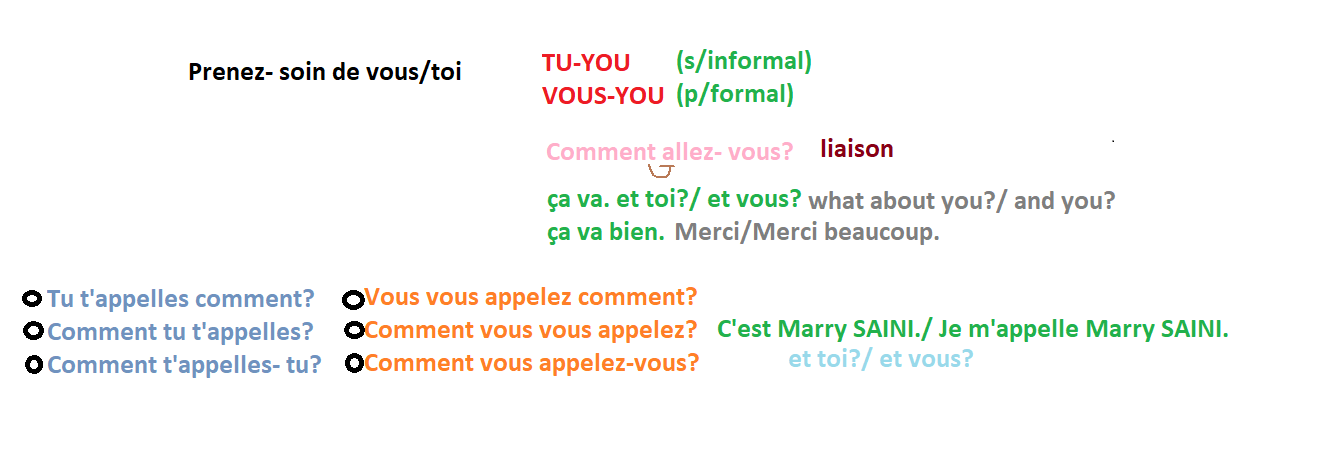 Prenez- soin de vous/toi
TU-YOU (s/informal)
VOUS-YOU (p/formal)
Comment allez- vous? liaison
ça va. et toi?/ et vous? what about you?/ and you?
ça va bien. Merci/Merci beaucoup.
Tu t'appelles comment? Vous vous appelez comment?
Comment tu t'appelles? Comment vous vous appelez? C'est Marry SAINI./ Je m'appelle Marry SAINI.
Comment t'appelles- tu? Comment vous appelez-vous? et toi?/ et vous?